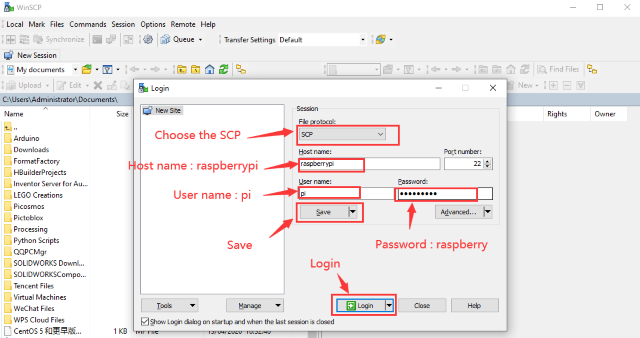 WinSCP
Local Mark Files Commands Session Options Remote Help
Synchronize Queue Transfer Settings Default
New Session
My documents Find Files
Upload Edit New
C:\Users\Administrator\Documents\
Name Size Rights Owner
..
Arduino
Downloads
FormatFactory
HBuilderProjects
Inventor Server for Au...
LEGO Creations
Picosmos
Pictoblox
Processing
Python Scripts
QQPCMgr
SOLIDWORKS Downl...
SOLIDWORKSCompo...
Tencent Files
Virtual Machines
WeChat Files
WPS Cloud Files
CentOS 5 和更早版... 1 KB
Login
New Site
Session
File protocol:
SCP
Host name: Port number:
raspberrypi 22
User name: Password:
pi •••••••••
Save Advanced...
Tools Manage Login Close Help
Show Login dialog on startup and when the last session is closed
Choose the SCP
Host name : raspberrypi
User name : pi
Save
Password : raspberry
Login